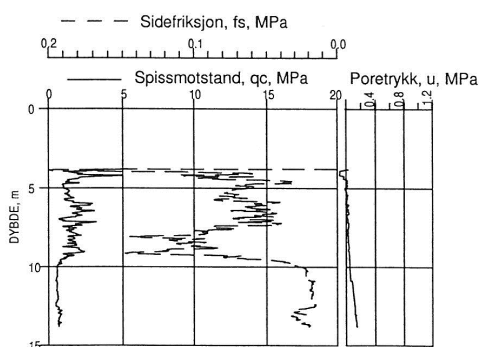 Sidefriksjon, fs, MPa
0,2 0,1 0,0
Spissmotstand, qc, MPa
Poretrykk, u, MPa
0 5 10 15 20
0,4 0,8 1,2
DYBDE, m
0
5
10
15